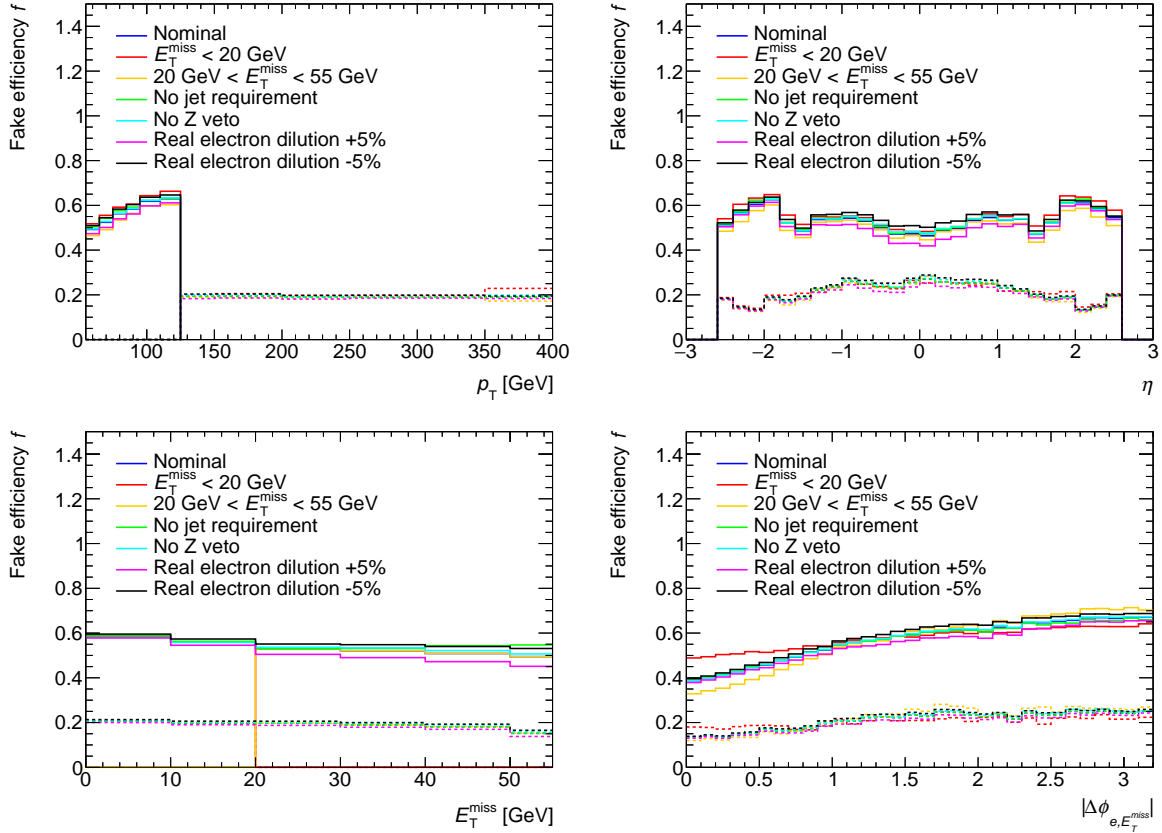 Fake efficiency f
1.4
1.2
1
0.8
0.6
0.4
0.2
0
Nominal
E_T^miss < 20 GeV
20 GeV < E_T^miss < 55 GeV
No jet requirement
No Z veto
Real electron dilution +5%
Real electron dilution -5%
100 150 200 250 300 350 400
p_T [GeV]
Fake efficiency f
1.4
1.2
1
0.8
0.6
0.4
0.2
0
Nominal
E_T^miss < 20 GeV
20 GeV < E_T^miss < 55 GeV
No jet requirement
No Z veto
Real electron dilution +5%
Real electron dilution -5%
−3 −2 −1 0 1 2 3
η
Fake efficiency f
1.4
1.2
1
0.8
0.6
0.4
0.2
0
Nominal
E_T^miss < 20 GeV
20 GeV < E_T^miss < 55 GeV
No jet requirement
No Z veto
Real electron dilution +5%
Real electron dilution -5%
0 10 20 30 40 50
E_T^miss [GeV]
Fake efficiency f
1.4
1.2
1
0.8
0.6
0.4
0.2
0
Nominal
E_T^miss < 20 GeV
20 GeV < E_T^miss < 55 GeV
No jet requirement
No Z veto
Real electron dilution +5%
Real electron dilution -5%
0 0.5 1 1.5 2 2.5 3
|Δϕ_e,E_T^miss|